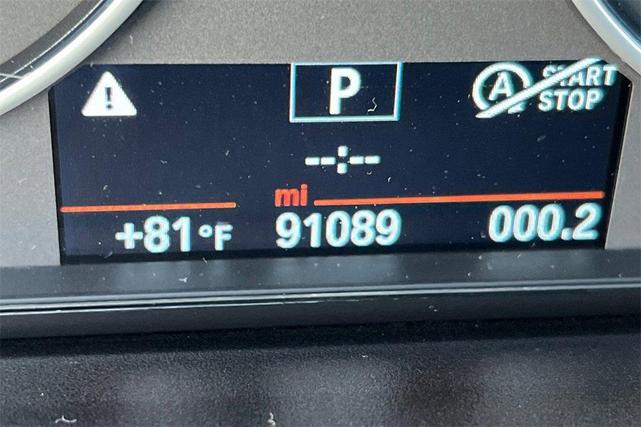 P
A START
STOP
--:--
mi
+81°F 91089 000.2